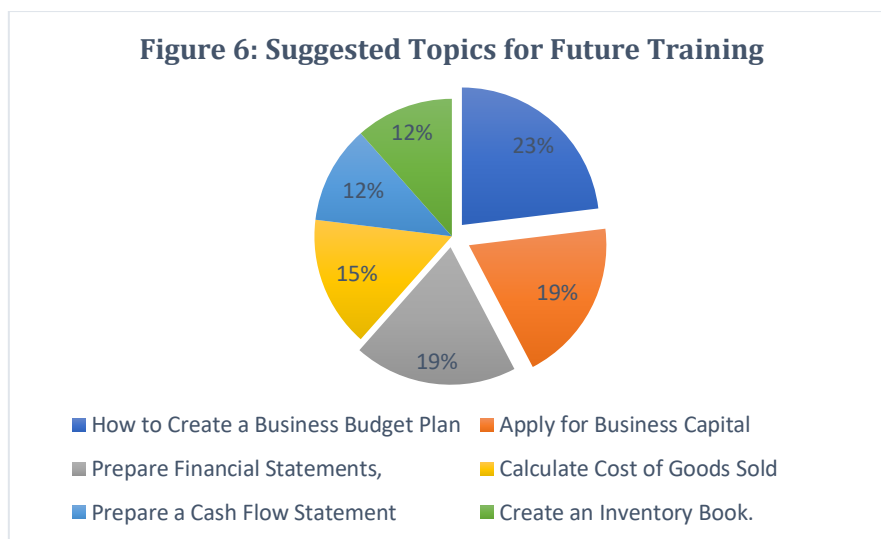 Figure 6: Suggested Topics for Future Training
12%
23%
12%
15%
19%
19%
How to Create a Business Budget Plan
Apply for Business Capital
Prepare Financial Statements,
Calculate Cost of Goods Sold
Prepare a Cash Flow Statement
Create an Inventory Book.